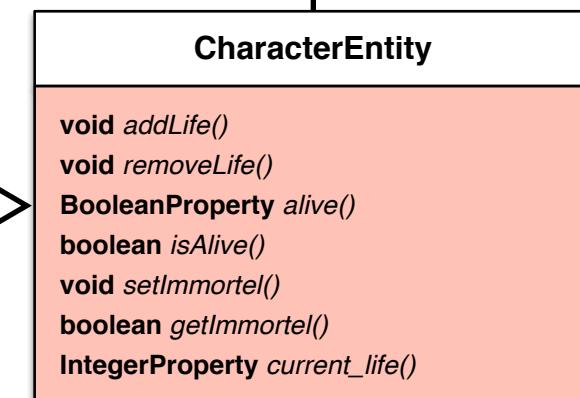 CharacterEntity
void addLife()
void removeLife()
BooleanProperty alive()
boolean isAlive()
void setImmortel()
boolean getImmortel()
IntegerProperty current_life()